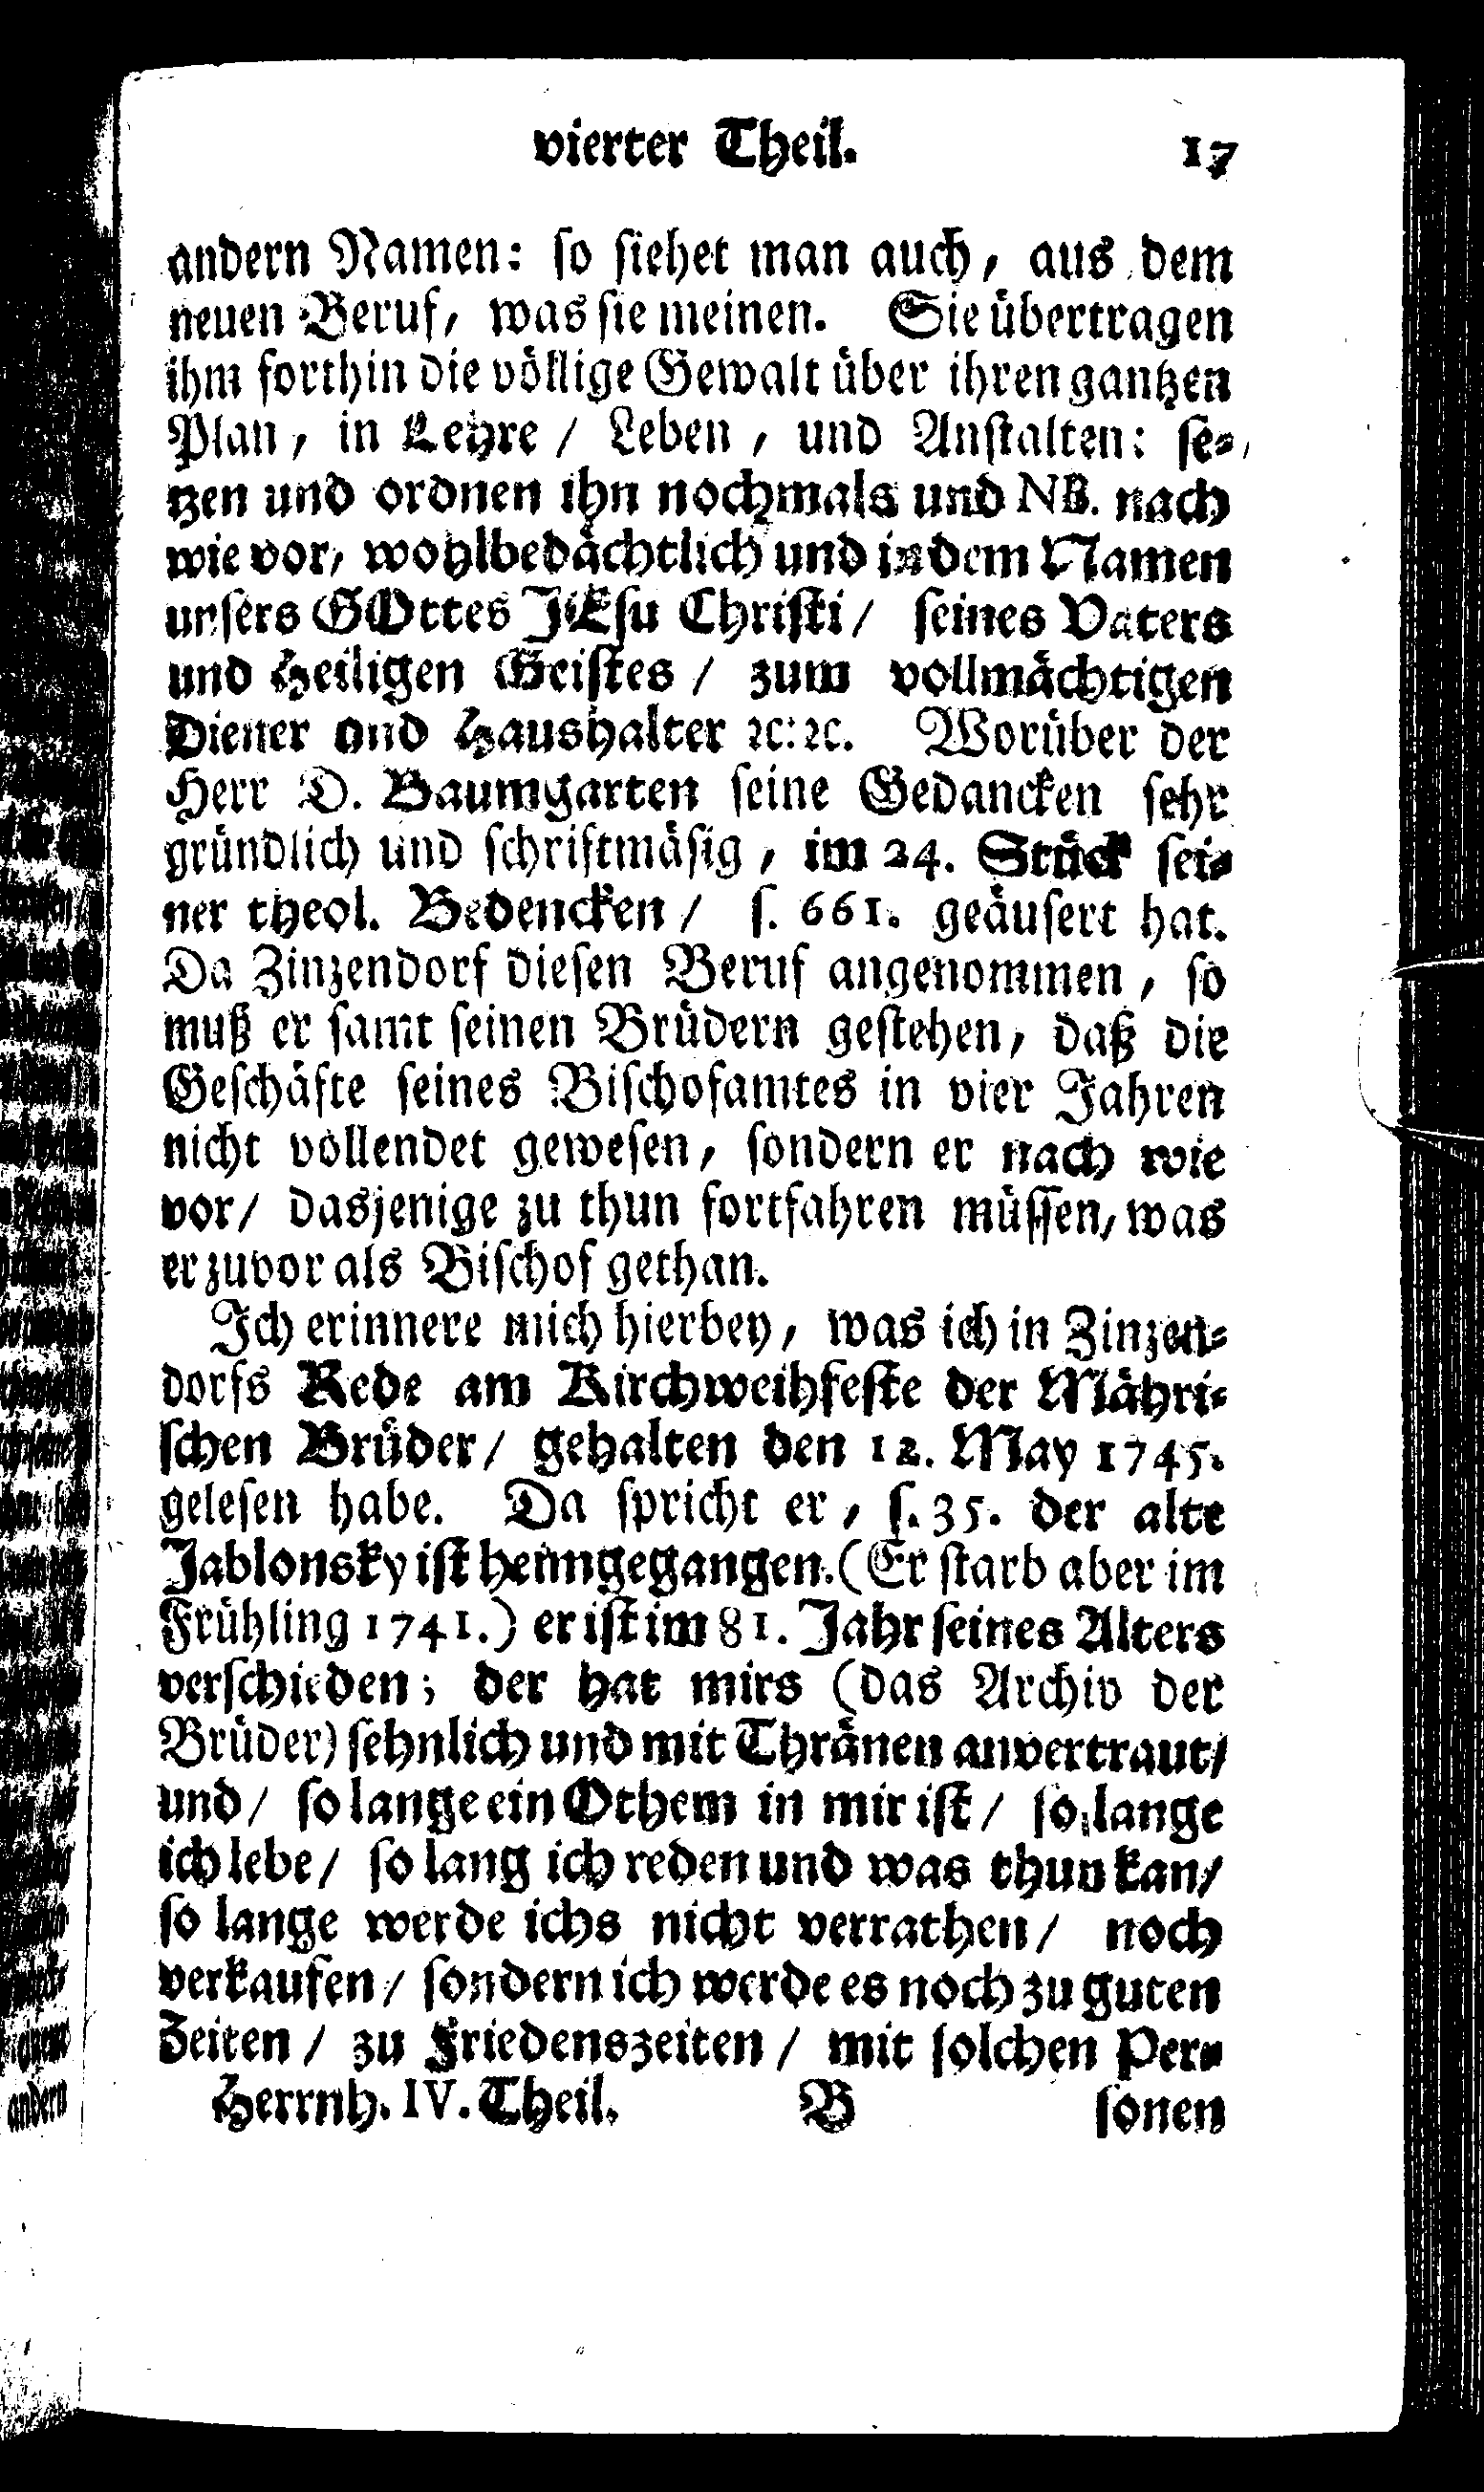 vierter Theil. 17
andern Namen: so siehet man auch, aus dem
neuen Beruf, was sie meinen. Sie übertragen
ihm forthin die völlige Gewalt über ihren gantzen
Plan, in Lehre / Leben, und Anstalten: se-
tzen und ordnen ihn nochmals und NB. nach
wie vor, wohlbedächtlich und in dem Namen
unsers GOttes JEsu Christi / seines Vaters
und Heiligen Geistes / zum vollmächtigen
Diener und Haushalter ꝛc. ꝛc. Worüber der
Herr D. Baumgarten seine Gedancken sehr
gründlich und schriftmäsig, im 24. Stück sei-
ner theol. Bedencken / s. 661. geäusert hat.
Da Zinzendorf diesen Beruf angenommen, so
muß er samt seinen Brüdern gestehen, daß die
Geschäfte seines Bischofamtes in vier Jahren
nicht vollendet gewesen, sondern er nach wie
vor / dasjenige zu thun fortfahren müssen, was
er zuvor als Bischof gethan.
Ich erinnere mich hierbey, was ich in Zinzen-
dorfs Rede am Kirchweihfeste der Mähri-
schen Brüder / gehalten den 12. May 1745.
gelesen habe. Da spricht er, s. 35. der alte
Jablonsky ist heimgegangen. (Er starb aber im
Frühling 1741.) er ist im 81. Jahr seines Alters
verschieden; der hat mirs (das Archiv der
Brüder) sehnlich und mit Thränen anvertraut /
und / so lange ein Othem in mir ist / so lange
ich lebe / so lang ich reden und was thun kan /
so lange werde ichs nicht verrathen / noch
verkaufen / sondern ich werde es noch zu guten
Zeiten / zu Friedenszeiten / mit solchen Per-
Herrnh. IV. Theil. B sonen
andern